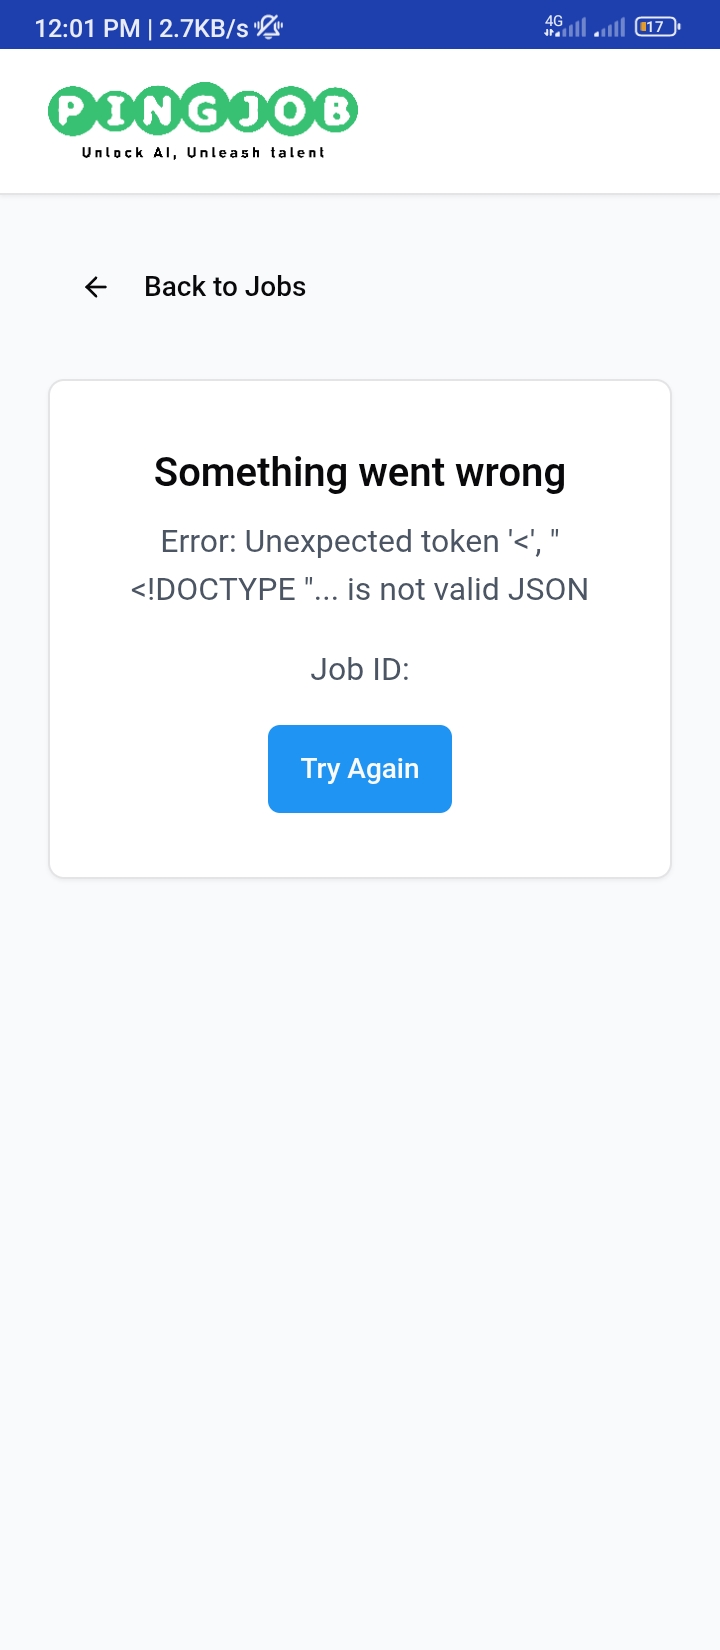 12:01 PM | 2.7KB/s
4G
17
PINGJOB
Unlock AI, Unleash talent
Back to Jobs
Something went wrong
Error: Unexpected token '<', "
<!DOCTYPE "... is not valid JSON
Job ID:
Try Again